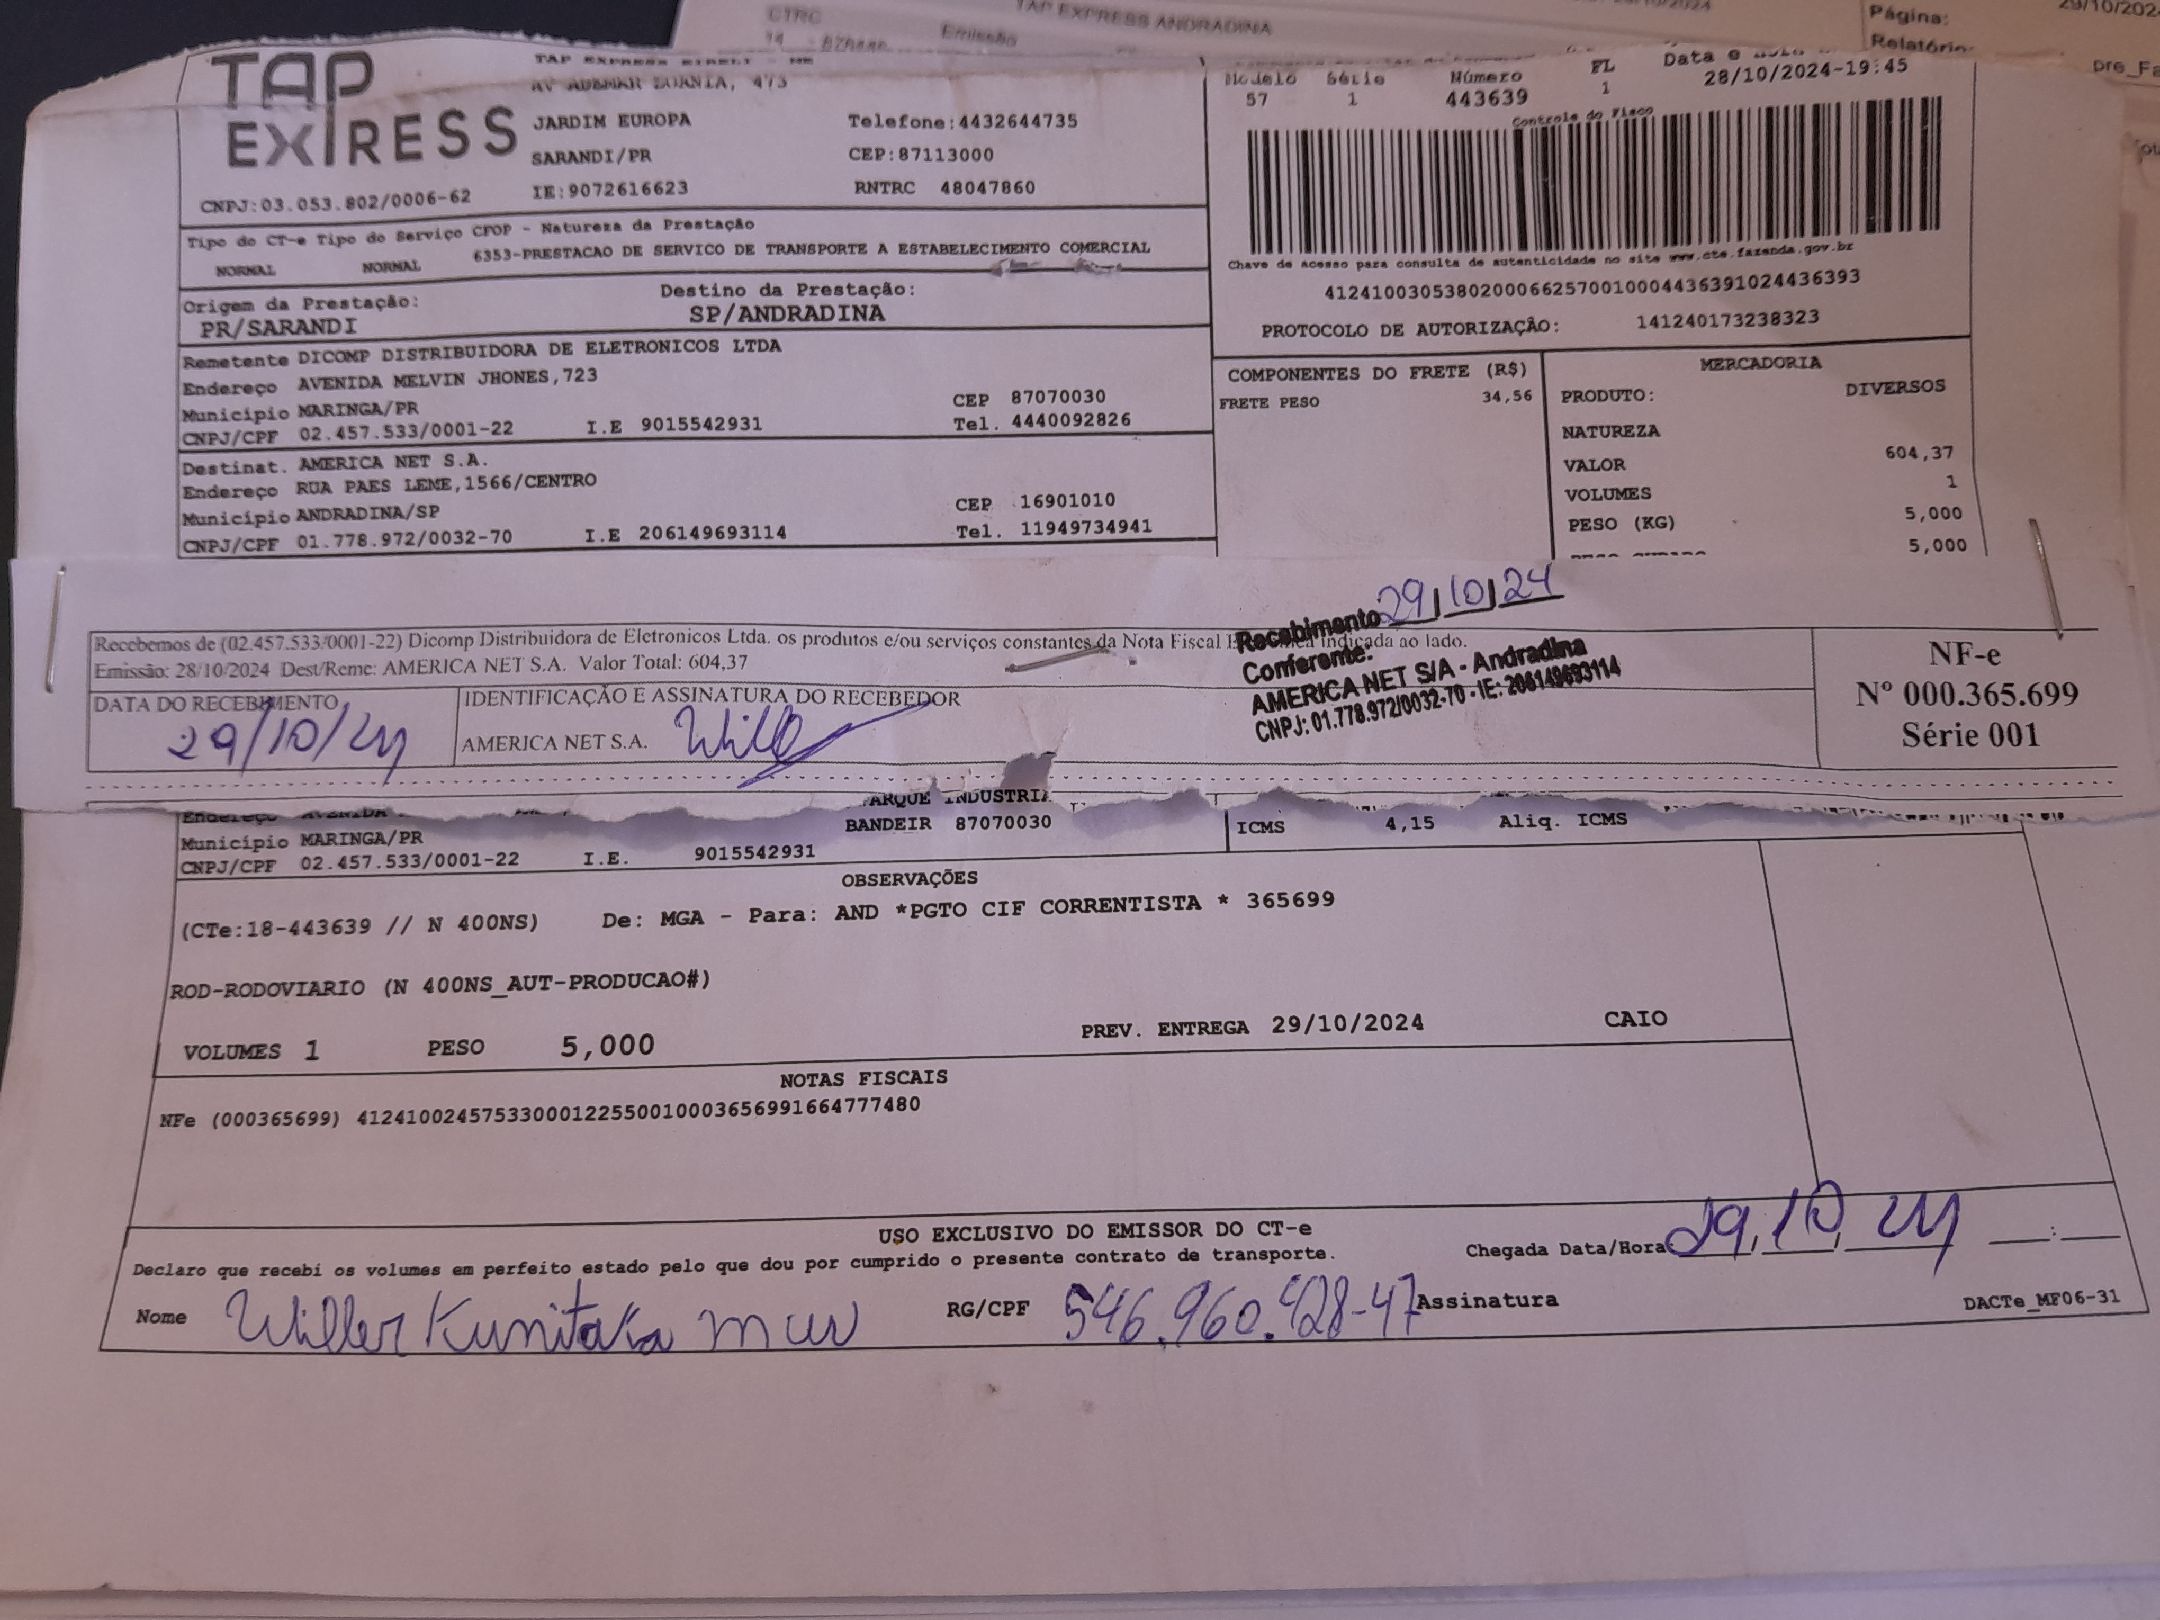 CTRC Emissão TAP EXPRESS ANDRADINA
Página: 29/10/202
Relatório:
TAP EXPRESS
TAP EXPRESS EIRELI - ME
473
JARDIM EUROPA Telefone:4432644735
SARANDI/PR CEP:87113000
CNPJ:03.053.802/0006-62 IE:9072616623 RNTRC 48047860
Modelo Série Número FL Data e Hora
57 1 443639 1 28/10/2024-19:45
Controle do Fisco
Tipo do CT-e Tipo do Serviço CFOP - Natureza da Prestação
NORMAL NORMAL 6353-PRESTACAO DE SERVICO DE TRANSPORTE A ESTABELECIMENTO COMERCIAL
Chave de acesso para consulta de autenticidade no site www.cte.fazenda.gov.br
41241003053802000662570010004436391024436393
PROTOCOLO DE AUTORIZAÇÃO: 141240173238323
Origem da Prestação: Destino da Prestação:
PR/SARANDI SP/ANDRADINA
Remetente DICOMP DISTRIBUIDORA DE ELETRONICOS LTDA
Endereço AVENIDA MELVIN JHONES,723
Município MARINGA/PR CEP 87070030
CNPJ/CPF 02.457.533/0001-22 I.E 9015542931 Tel. 4440092826
Destinat. AMERICA NET S.A.
Endereço RUA PAES LEME,1566/CENTRO
Município ANDRADINA/SP CEP 16901010
CNPJ/CPF 01.778.972/0032-70 I.E 206149693114 Tel. 11949734941
COMPONENTES DO FRETE (R$)
FRETE PESO 34,56
MERCADORIA
PRODUTO: DIVERSOS
NATUREZA
VALOR 604,37
VOLUMES 1
PESO (KG) 5,000
5,000
Recebimento 29/10/24
Conferente:
AMERICA NET S/A - Andradina
CNPJ: 01.778.972/0032-70 - IE: 206149693114
Recebemos de (02.457.533/0001-22) Dicomp Distribuidora de Eletronicos Ltda. os produtos e/ou serviços constantes da Nota Fiscal indicada ao lado.
Emissão: 28/10/2024 Dest/Reme: AMERICA NET S.A. Valor Total: 604,37
DATA DO RECEBIMENTO IDENTIFICAÇÃO E ASSINATURA DO RECEBEDOR
29/10/24 AMERICA NET S.A.
NF-e
Nº 000.365.699
Série 001
Endereço AVENIDA PARQUE INDUSTRIA
Município MARINGA/PR BANDEIR 87070030
CNPJ/CPF 02.457.533/0001-22 I.E. 9015542931
ICMS 4,15 Aliq. ICMS
OBSERVAÇÕES
(CTe:18-443639 // N 400NS) De: MGA - Para: AND *PGTO CIF CORRENTISTA * 365699
ROD-RODOVIARIO (N 400NS_AUT-PRODUCAO#)
VOLUMES 1 PESO 5,000 PREV. ENTREGA 29/10/2024 CAIO
NOTAS FISCAIS
NFe (000365699) 41241002457533000122550010003656991664777480
USO EXCLUSIVO DO EMISSOR DO CT-e
Declaro que recebi os volumes em perfeito estado pelo que dou por cumprido o presente contrato de transporte. Chegada Data/Hora 29,10,24 :
Nome Willer Kunitaka RG/CPF 546.960.428-47 Assinatura
DACTe_MF06-31